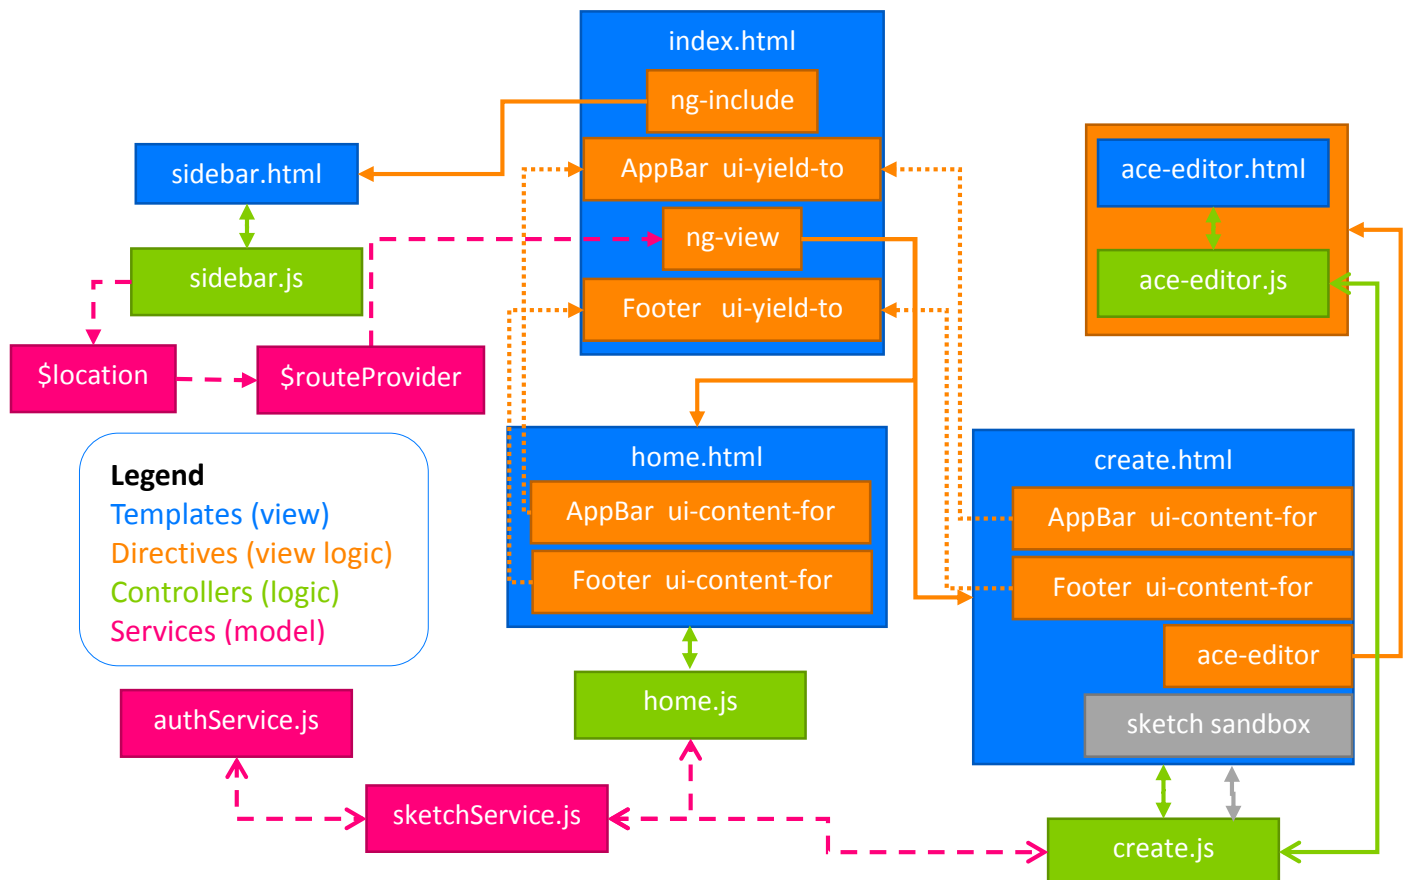 index.html
ng-include
AppBar ui-yield-to
ng-view
Footer ui-yield-to
sidebar.html
sidebar.js
$location
$routeProvider
ace-editor.html
ace-editor.js
Legend
Templates (view)
Directives (view logic)
Controllers (logic)
Services (model)
home.html
AppBar ui-content-for
Footer ui-content-for
home.js
create.html
AppBar ui-content-for
Footer ui-content-for
ace-editor
sketch sandbox
authService.js
sketchService.js
create.js